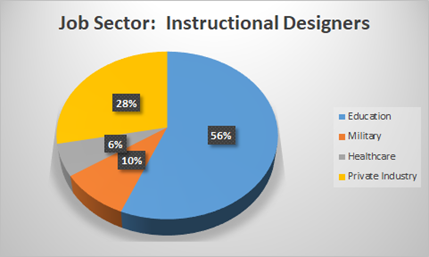 Job Sector: Instructional Designers
28%
56%
6%
10%
Education
Military
Healthcare
Private Industry